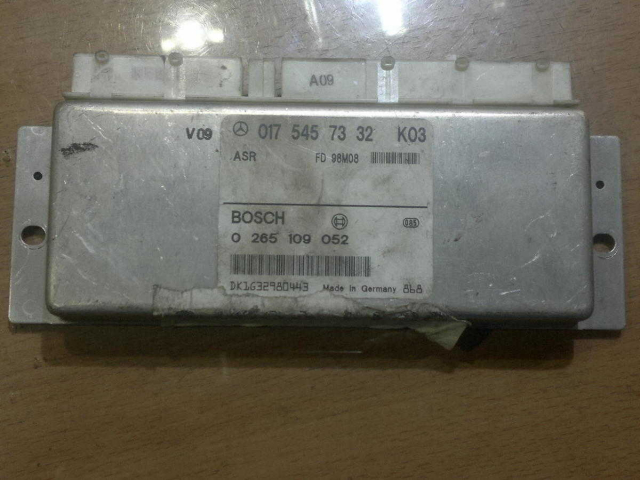 A09
V09 017 545 73 32 K03
ASR FD 98M08
BOSCH
0 265 109 052
DK1632980443 Made in Germany 868